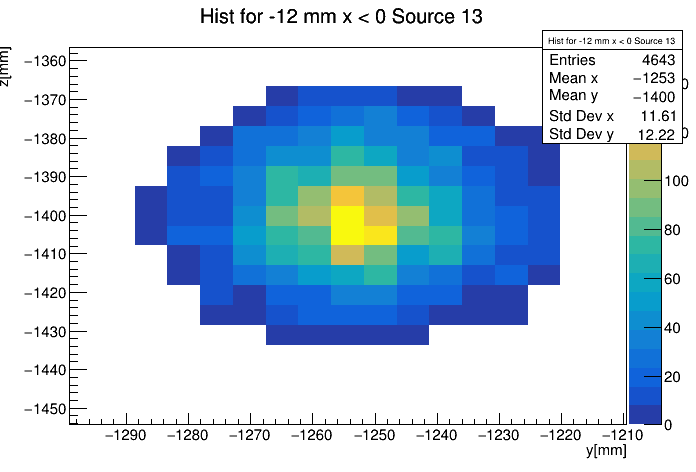 Hist for -12 mm x < 0 Source 13
z[mm]
Hist for -12 mm x < 0 Source 13
Entries 4643
Mean x −1253
Mean y −1400
Std Dev x 11.61
Std Dev y 12.22
−1360
−1370
−1380
−1390
−1400
−1410
−1420
−1430
−1440
−1450
−1290 −1280 −1270 −1260 −1250 −1240 −1230 −1220 −1210
y[mm]
100
80
60
40
20
0